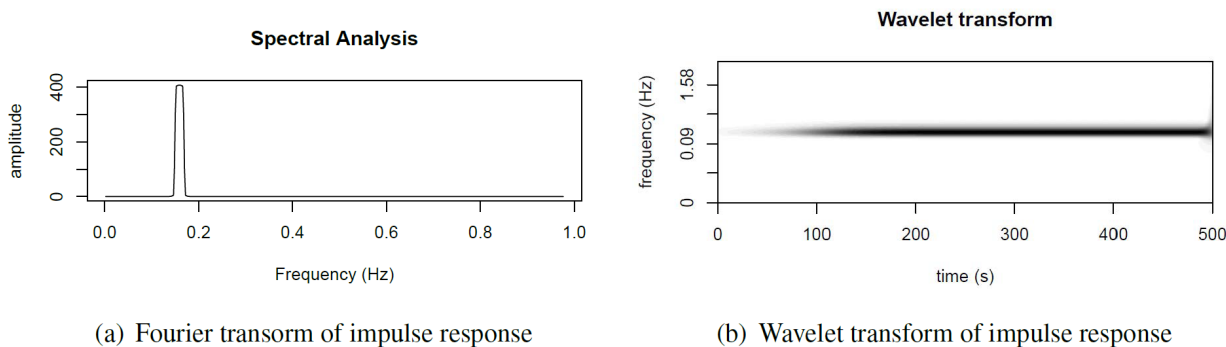 Spectral Analysis
amplitude
0 200 400
0.0 0.2 0.4 0.6 0.8 1.0
Frequency (Hz)
(a) Fourier transorm of impulse response
Wavelet transform
frequency (Hz)
0 0.09 1.58
0 100 200 300 400 500
time (s)
(b) Wavelet transform of impulse response